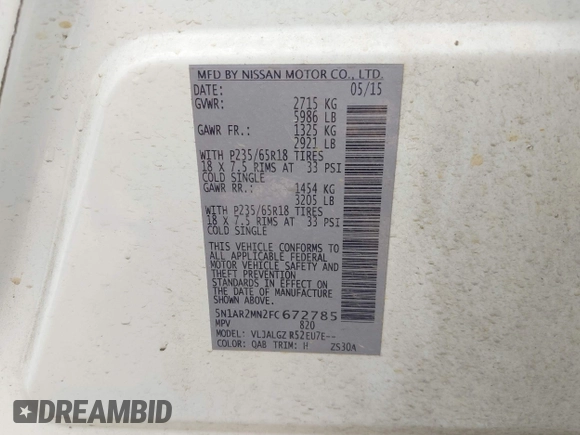 MFD BY NISSAN MOTOR CO., LTD.
DATE: 05/15
GVWR: 2715 KG
5986 LB
GAWR FR.: 1325 KG
2921 LB
WITH P235/65R18 TIRES
18 X 7.5 RIMS AT 33 PSI
COLD SINGLE
GAWR RR.: 1454 KG
3205 LB
WITH P235/65R18 TIRES
18 X 7.5 RIMS AT 33 PSI
COLD SINGLE
THIS VEHICLE CONFORMS TO
ALL APPLICABLE FEDERAL
MOTOR VEHICLE SAFETY AND
THEFT PREVENTION
STANDARDS IN EFFECT ON THE
DATE OF MANUFACTURE
SHOWN ABOVE.
5N1AR2MN2FC672785
MPV 820
MODEL: VLJALGZ R52EU7E--
COLOR: QAB TRIM: H ZS30A
BIDHISTORY.ORG